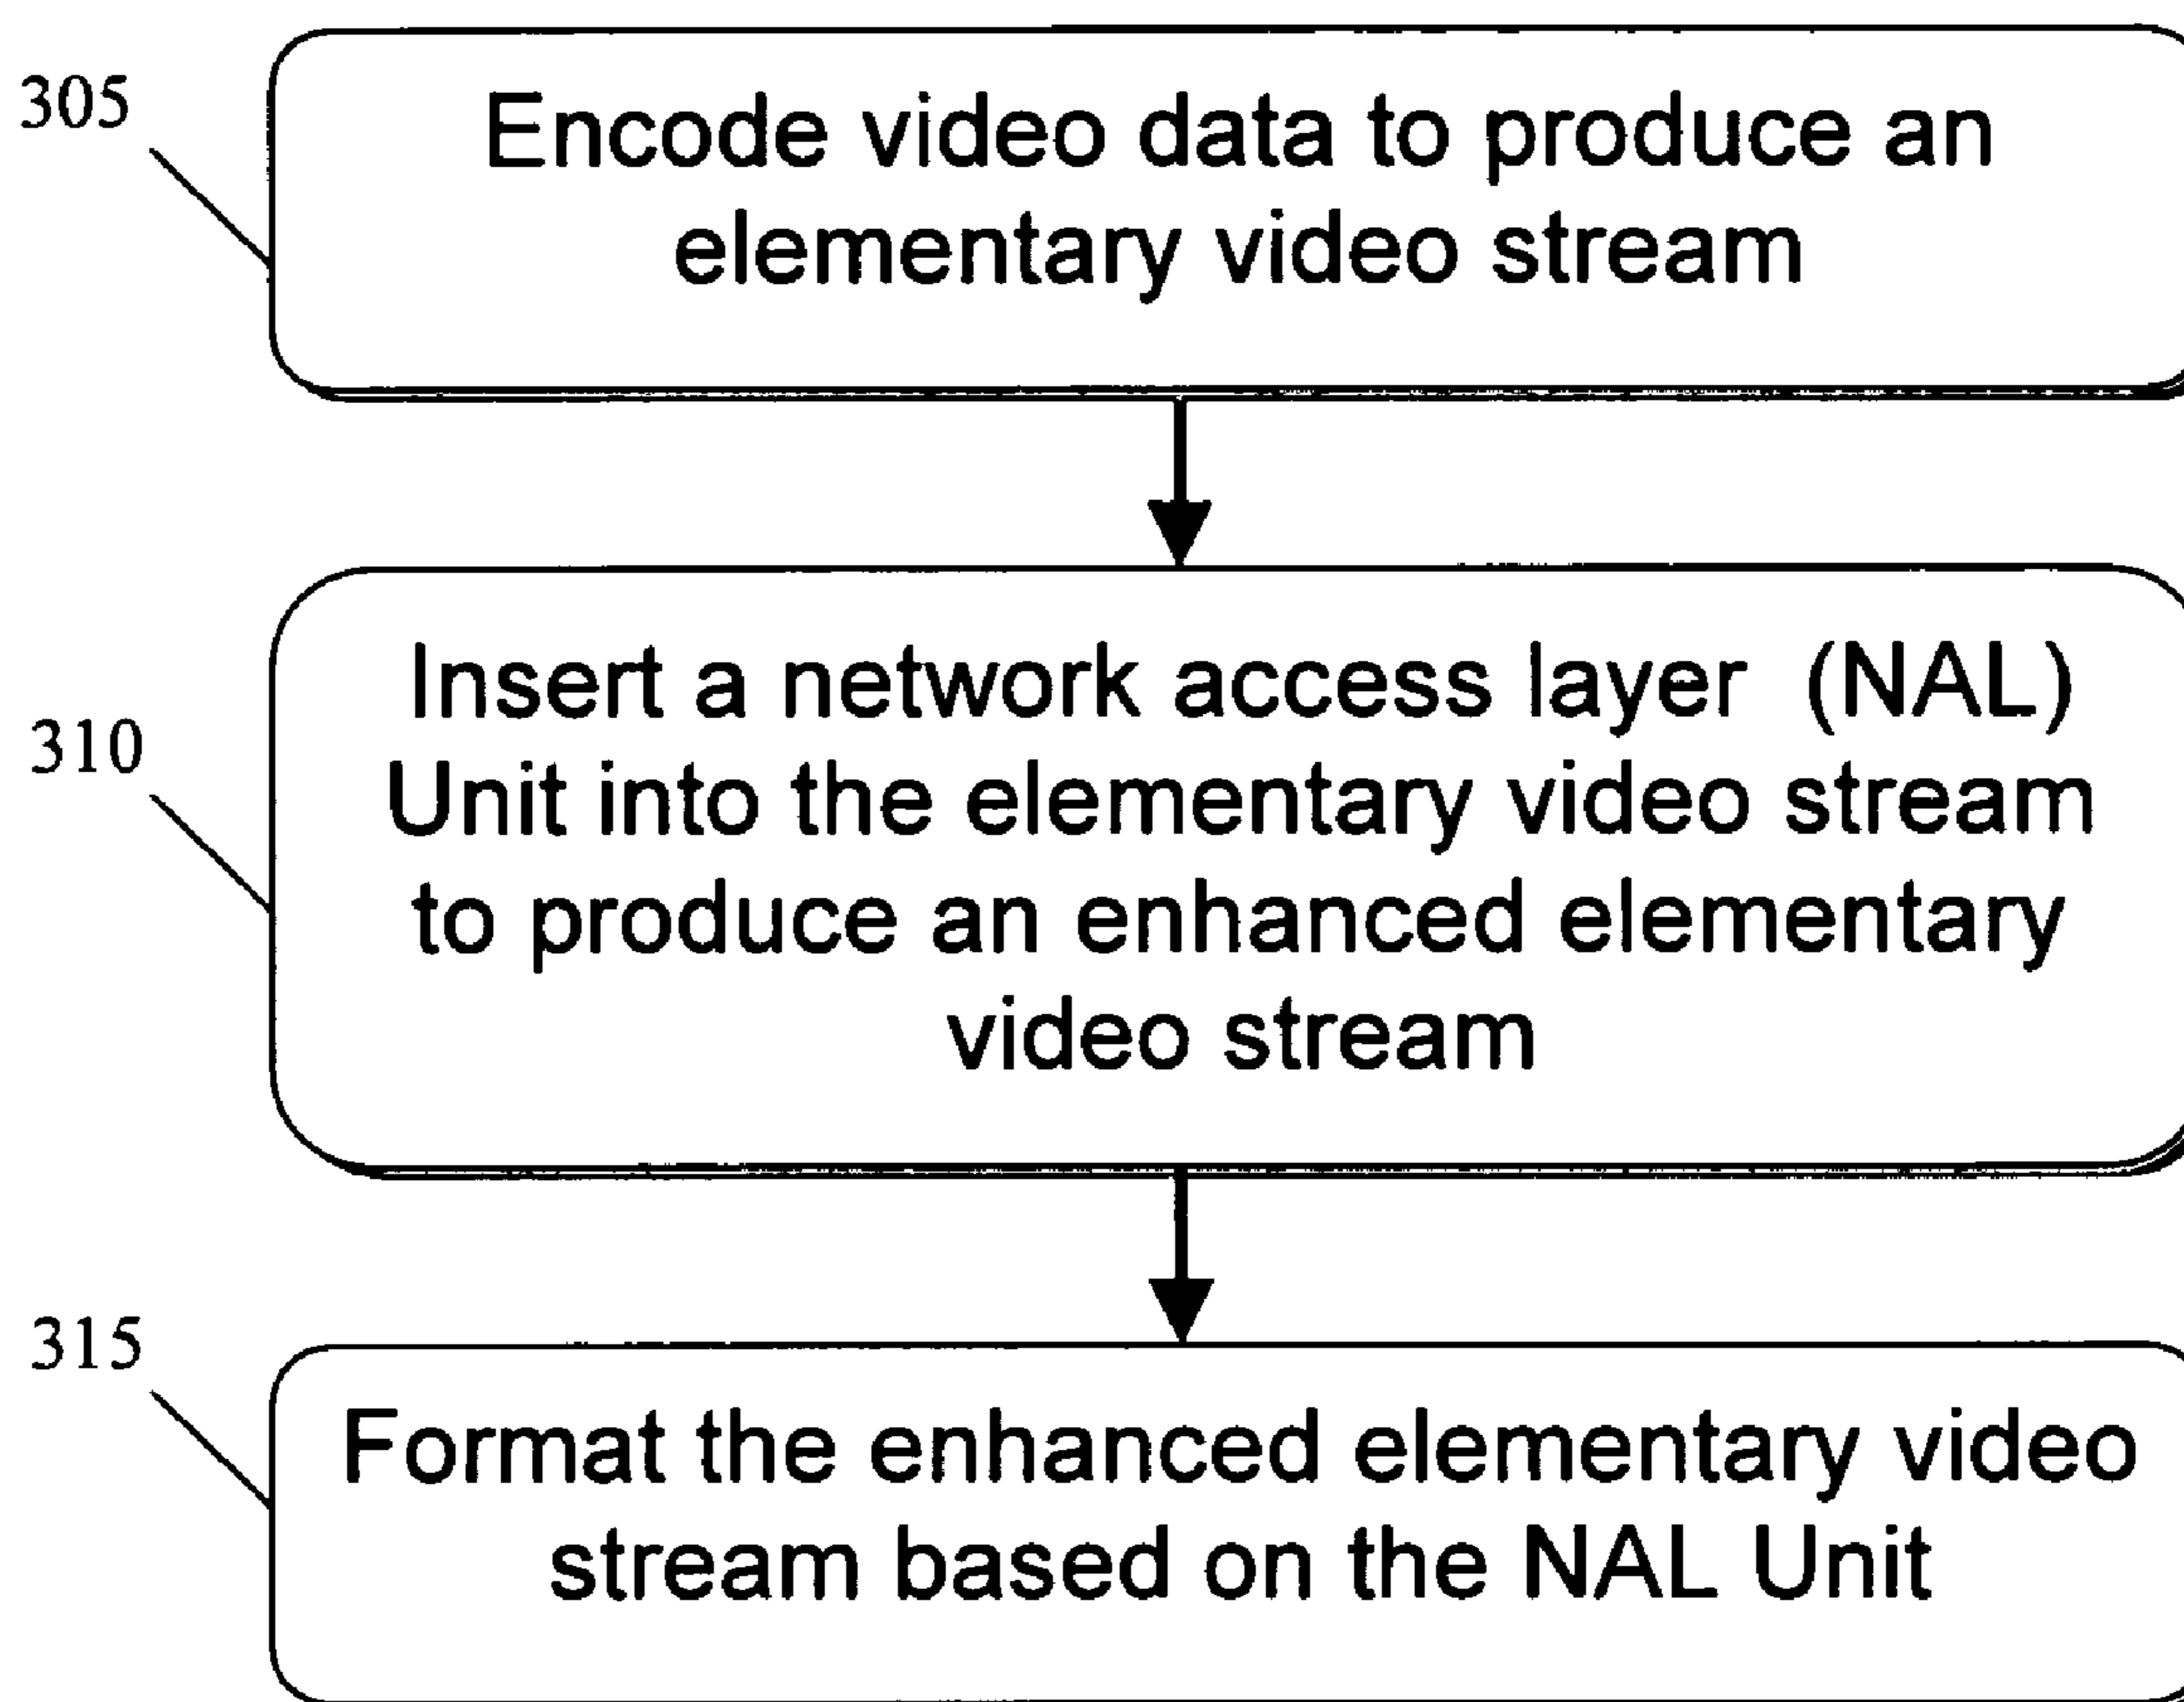 305
Encode video data to produce an
elementary video stream
310
Insert a network access layer (NAL)
Unit into the elementary video stream
to produce an enhanced elementary
video stream
315
Format the enhanced elementary video
stream based on the NAL Unit